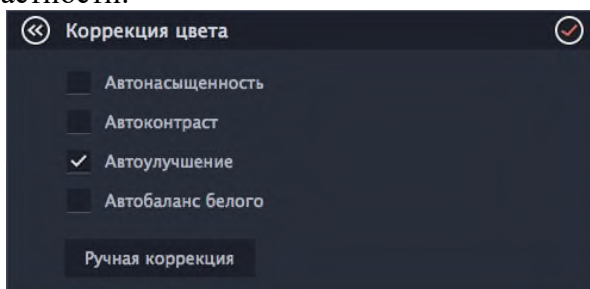 Коррекция цвета
Автонасыщенность
Автоконтраст
Автоулучшение
Автобаланс белого
Ручная коррекция